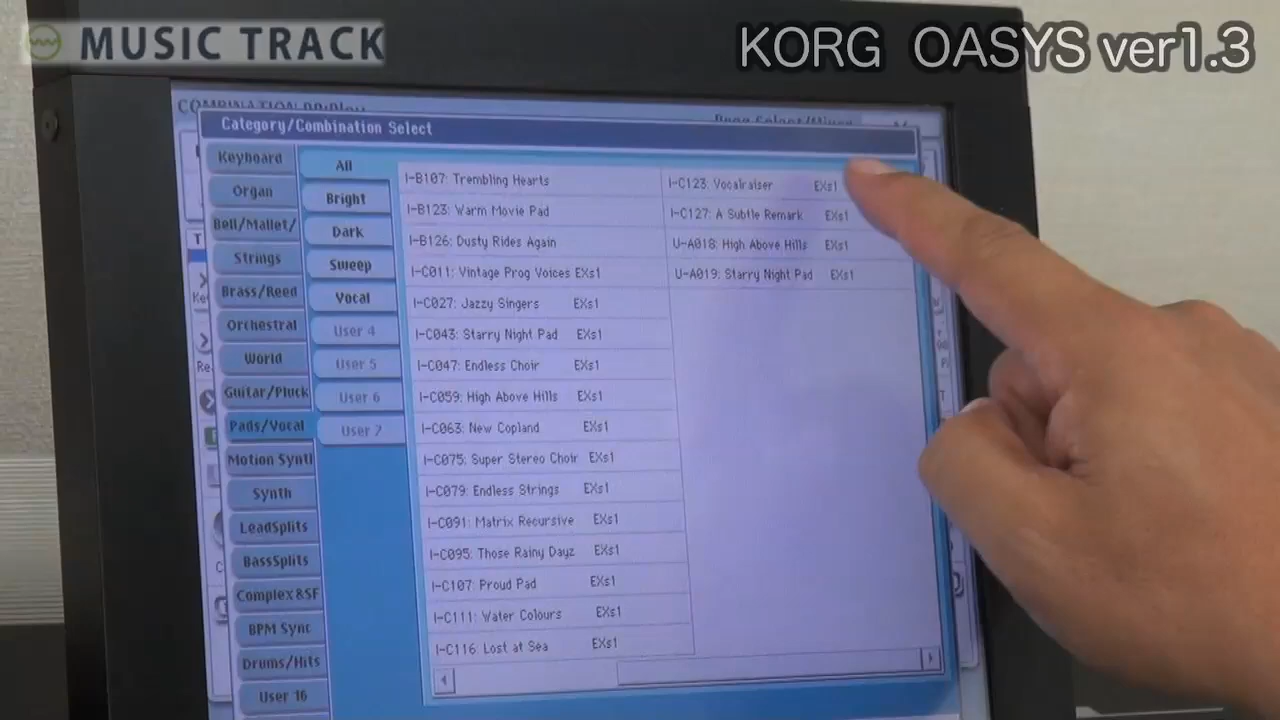 MUSIC TRACK
KORG OASYS ver1.3
Category/Combination Select
Keyboard
Organ
Bell/Mallet/
Strings
Brass/Reed
Orchestral
World
Guitar/Pluck
Pads/Vocal
Motion Synth
Synth
LeadSplits
BassSplits
Complex&SF
BPM Sync
Drums/Hits
User 16
All
Bright
Dark
Sweep
Vocal
User 4
User 5
User 6
User 7
I-B107: Trembling Hearts
I-B123: Warm Movie Pad
I-B126: Dusty Rides Again
I-C011: Vintage Prog Voices EXs1
I-C027: Jazzy Singers EXs1
I-C043: Starry Night Pad EXs1
I-C047: Endless Choir EXs1
I-C059: High Above Hills EXs1
I-C063: New Copland EXs1
I-C075: Super Stereo Choir EXs1
I-C079: Endless Strings EXs1
I-C091: Matrix Recursive EXs1
I-C095: Those Rainy Dayz EXs1
I-C107: Proud Pad EXs1
I-C111: Water Colours EXs1
I-C116: Lost at Sea EXs1
I-C123: Vocalraiser EXs1
I-C127: A Subtle Remark EXs1
U-A018: High Above Hills EXs1
U-A019: Starry Night Pad EXs1